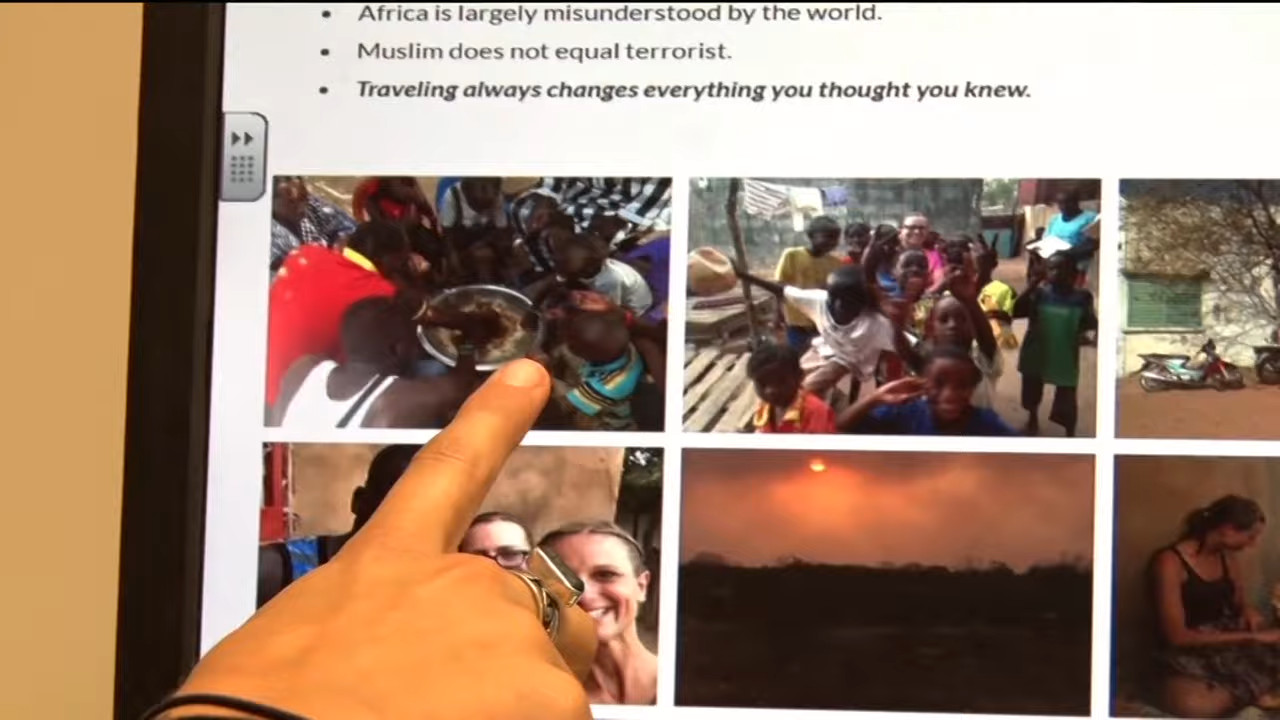 Africa is largely misunderstood by the world.
Muslim does not equal terrorist.
Traveling always changes everything you thought you knew.